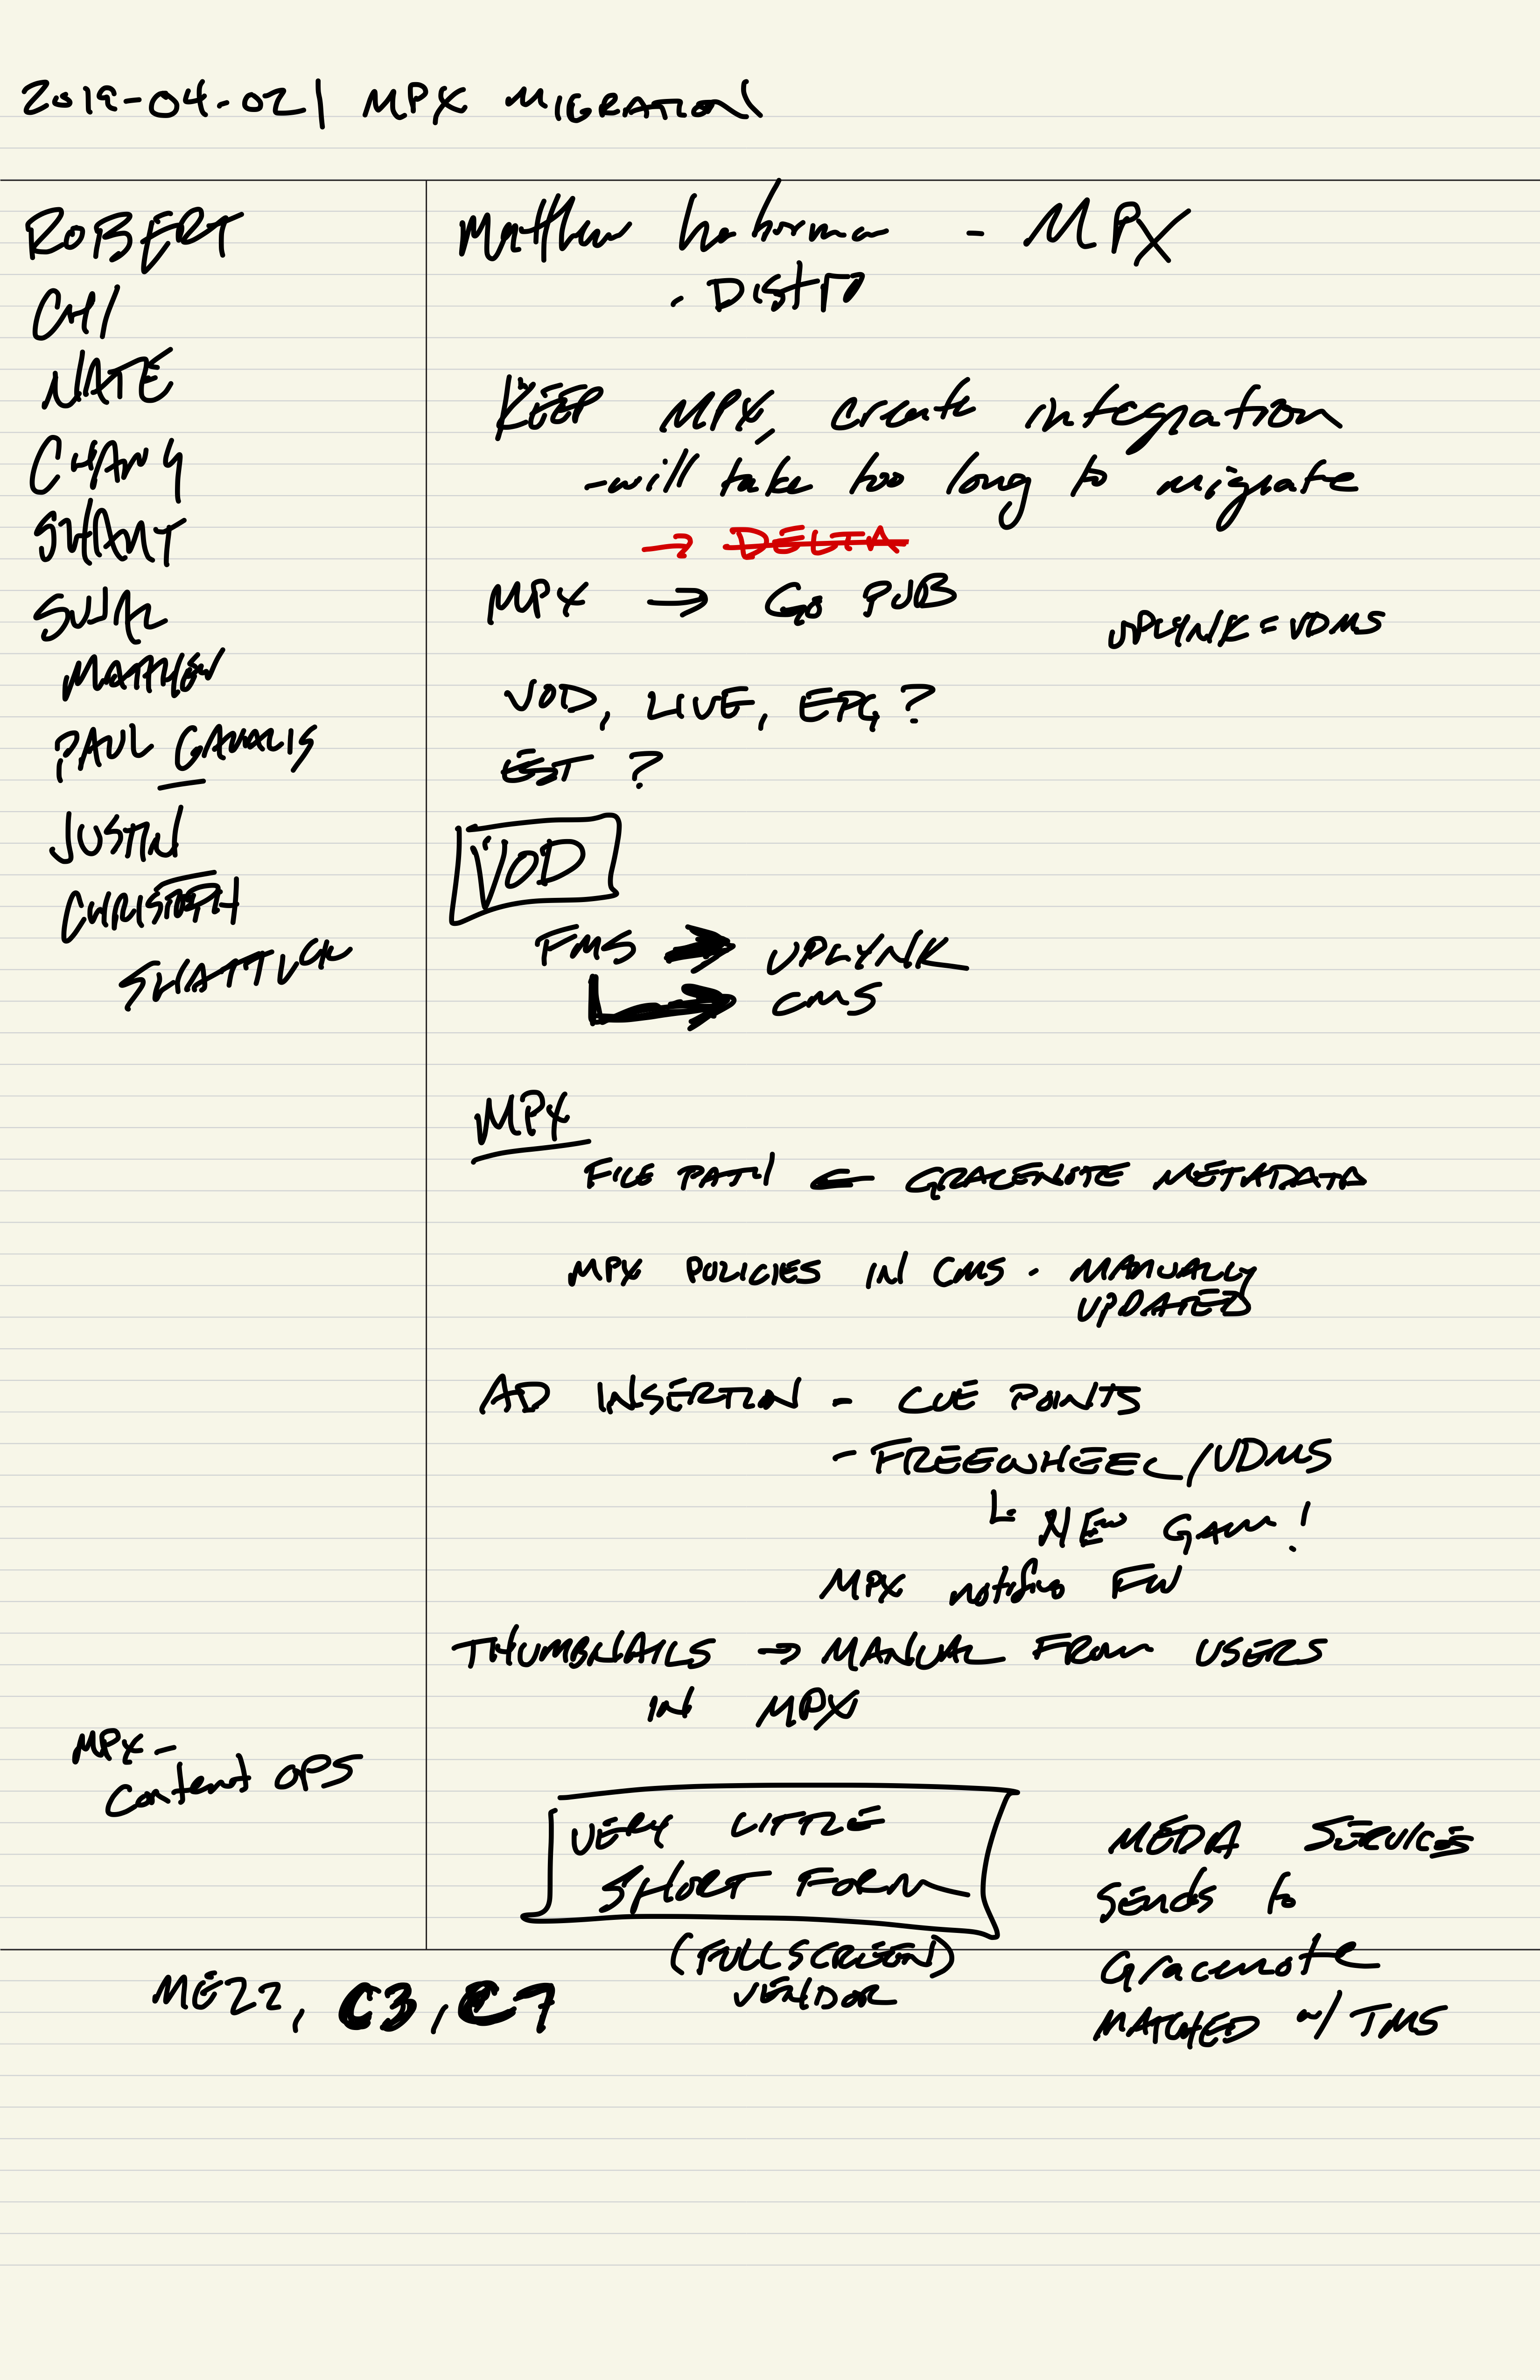 2019-04-02 | MPX MIGRATION
ROBERT
CHI
NATE
CHANG
SHANT
SUJAL
MATTHEW
PAUL
JUSTIN
CHRISTOPH
SHATTUCK
MPX -
Content OPS
Matthew - MPX
- DISTRO
KEEP MPX, create integration
- will take too long to migrate
→ DELTA
MPX → GO PUB
UPLYNK = VDMS
VOD, LIVE, EPG?
EST ?
VOD
FMS → UPLYNK
→ CMS
MPX
FILE PATH ← GRACENOTE METADATA
MPX POLICIES IN CMS - MANUALLY
UPDATED
AD INSERTION - CUE POINTS
- FREEWHEEL/VDMS
NEW !
MPX notifies FW
THUMBNAILS → MANUAL FROM USERS
IN MPX
VERY LITTLE
SHORT FORM
(FULLSCREEN)
VENDOR
MEDIA SERVICES
sends to
Gracenote
MATCHED w/ TMS
MEZZ, C3, C7